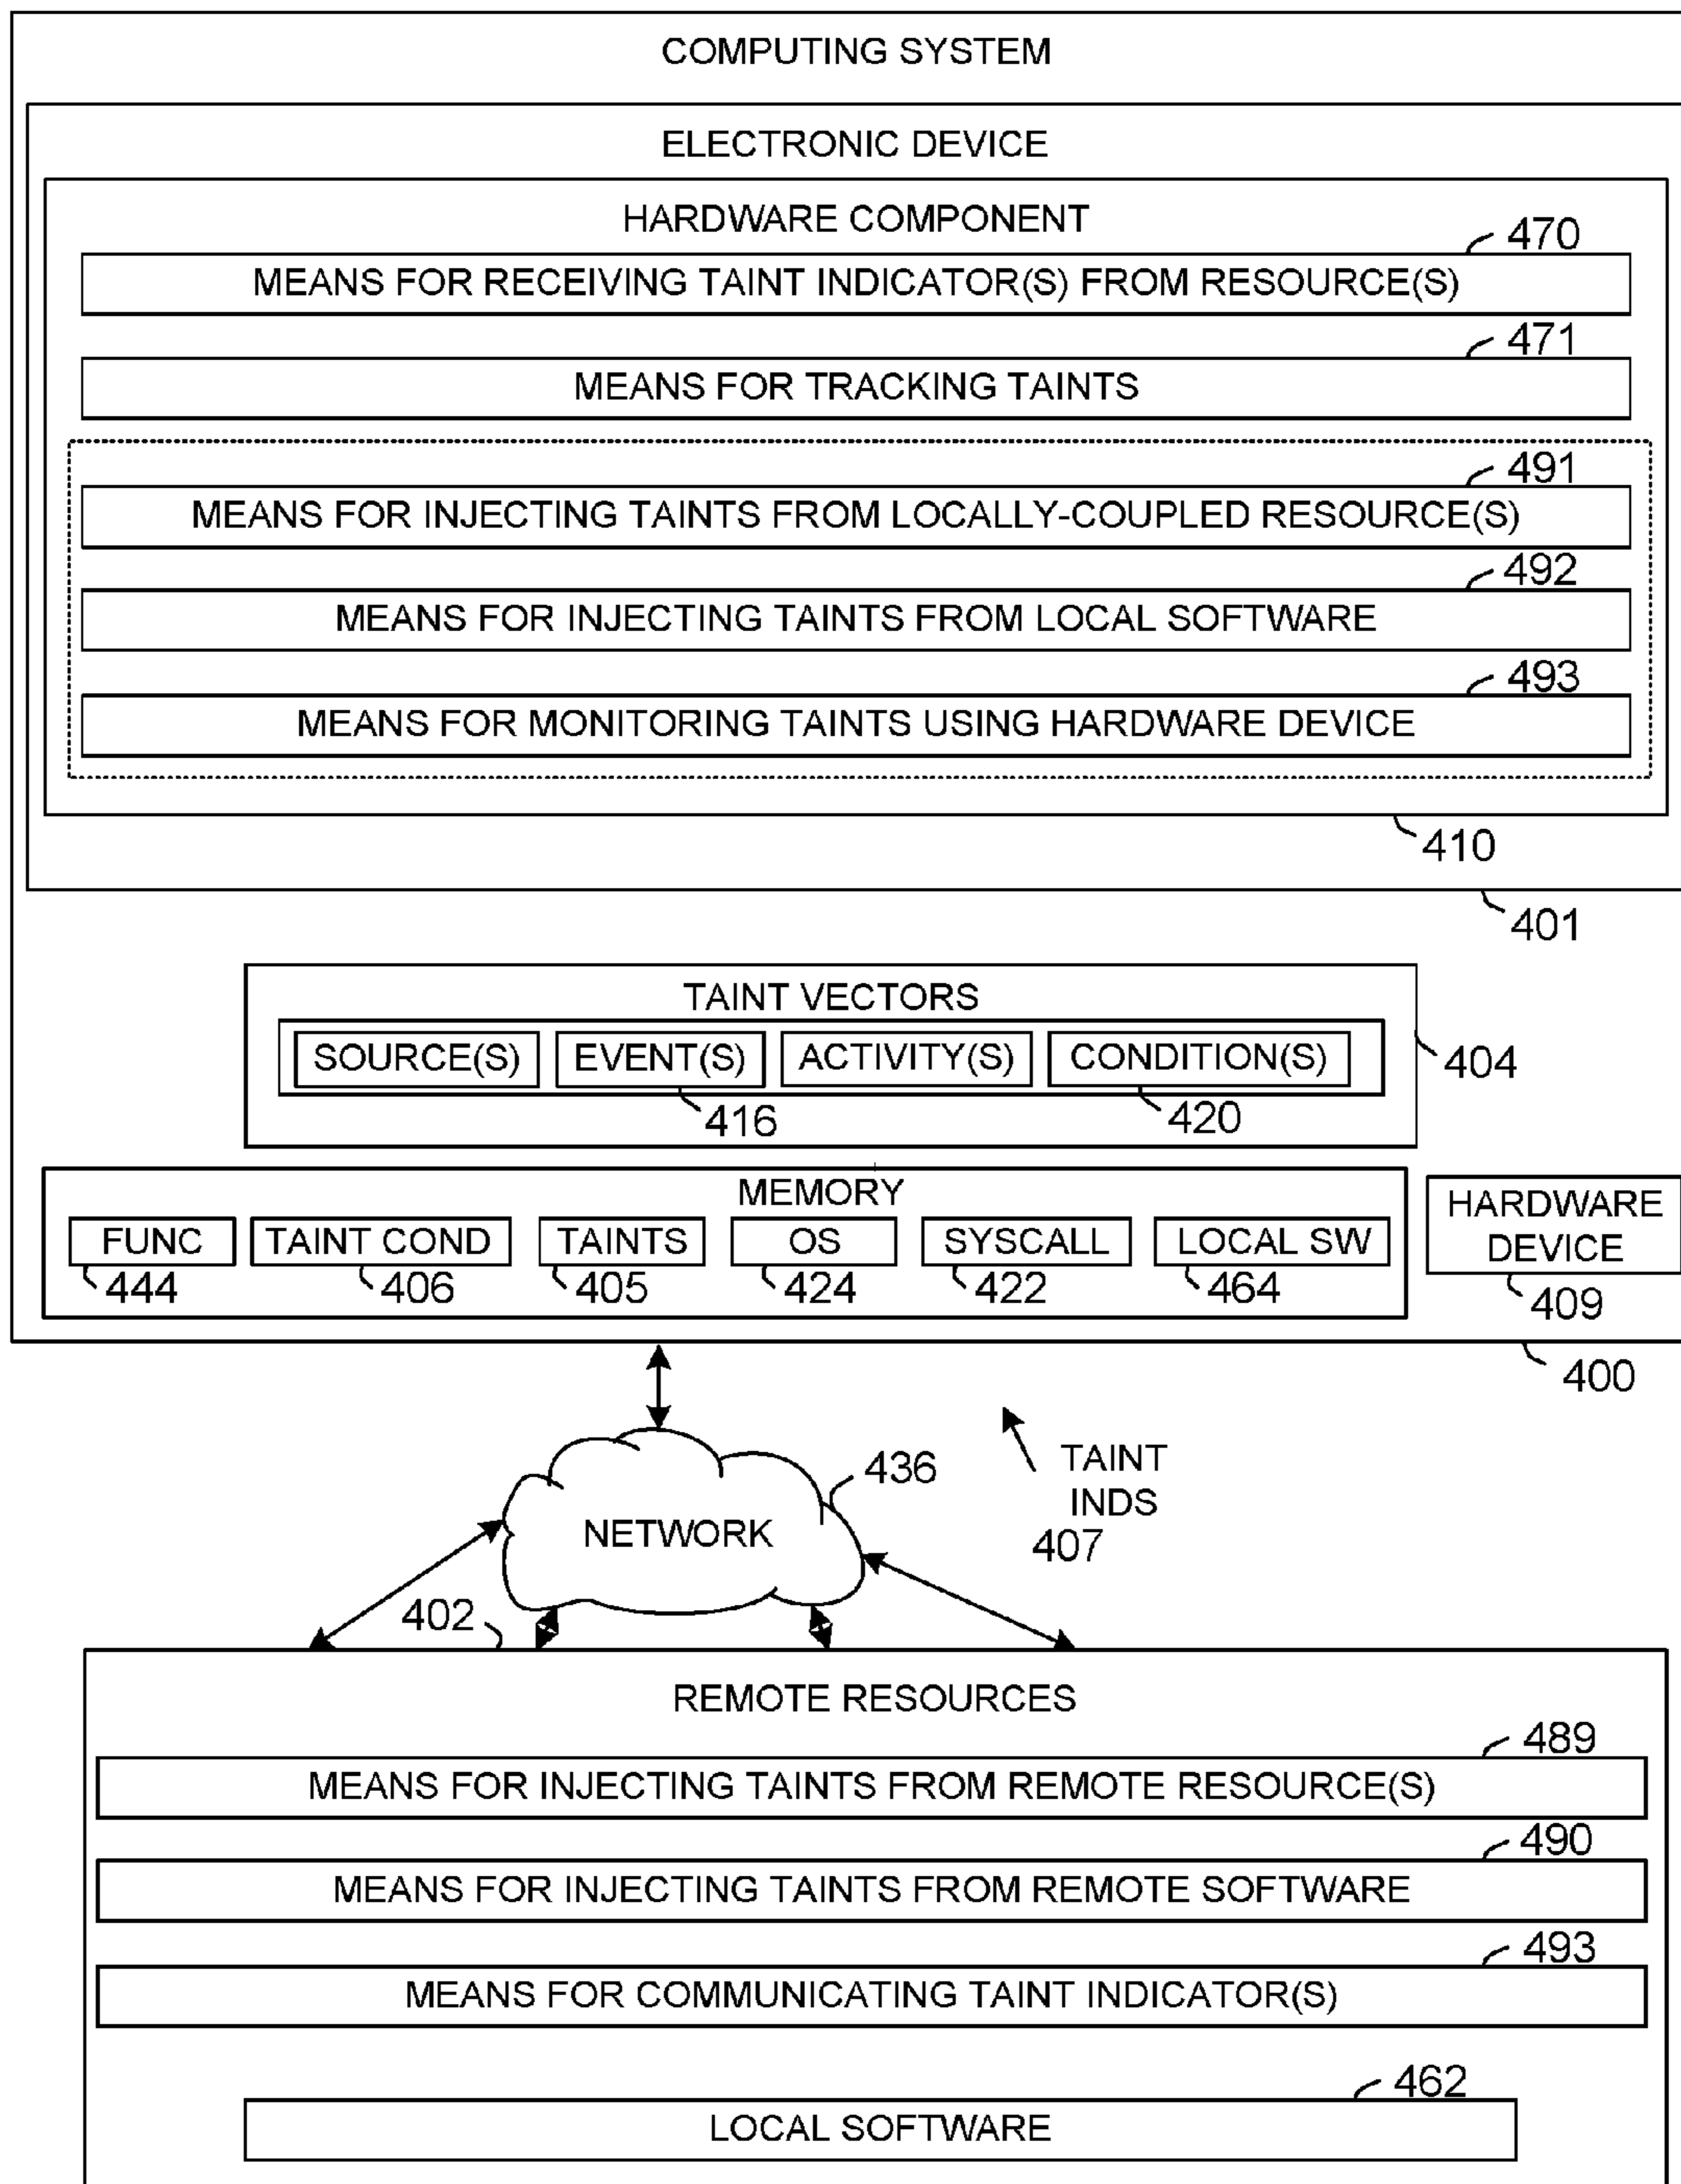 COMPUTING SYSTEM
ELECTRONIC DEVICE
HARDWARE COMPONENT
470
MEANS FOR RECEIVING TAINT INDICATOR(S) FROM RESOURCE(S)
471
MEANS FOR TRACKING TAINTS
491
MEANS FOR INJECTING TAINTS FROM LOCALLY-COUPLED RESOURCE(S)
492
MEANS FOR INJECTING TAINTS FROM LOCAL SOFTWARE
493
MEANS FOR MONITORING TAINTS USING HARDWARE DEVICE
410
401
TAINT VECTORS
SOURCE(S) EVENT(S) ACTIVITY(S) CONDITION(S)
404
416 420
MEMORY
FUNC TAINT COND TAINTS OS SYSCALL LOCAL SW
444 406 405 424 422 464
HARDWARE
DEVICE
409
400
436
NETWORK
TAINT
INDS
407
402
REMOTE RESOURCES
489
MEANS FOR INJECTING TAINTS FROM REMOTE RESOURCE(S)
490
MEANS FOR INJECTING TAINTS FROM REMOTE SOFTWARE
493
MEANS FOR COMMUNICATING TAINT INDICATOR(S)
462
LOCAL SOFTWARE